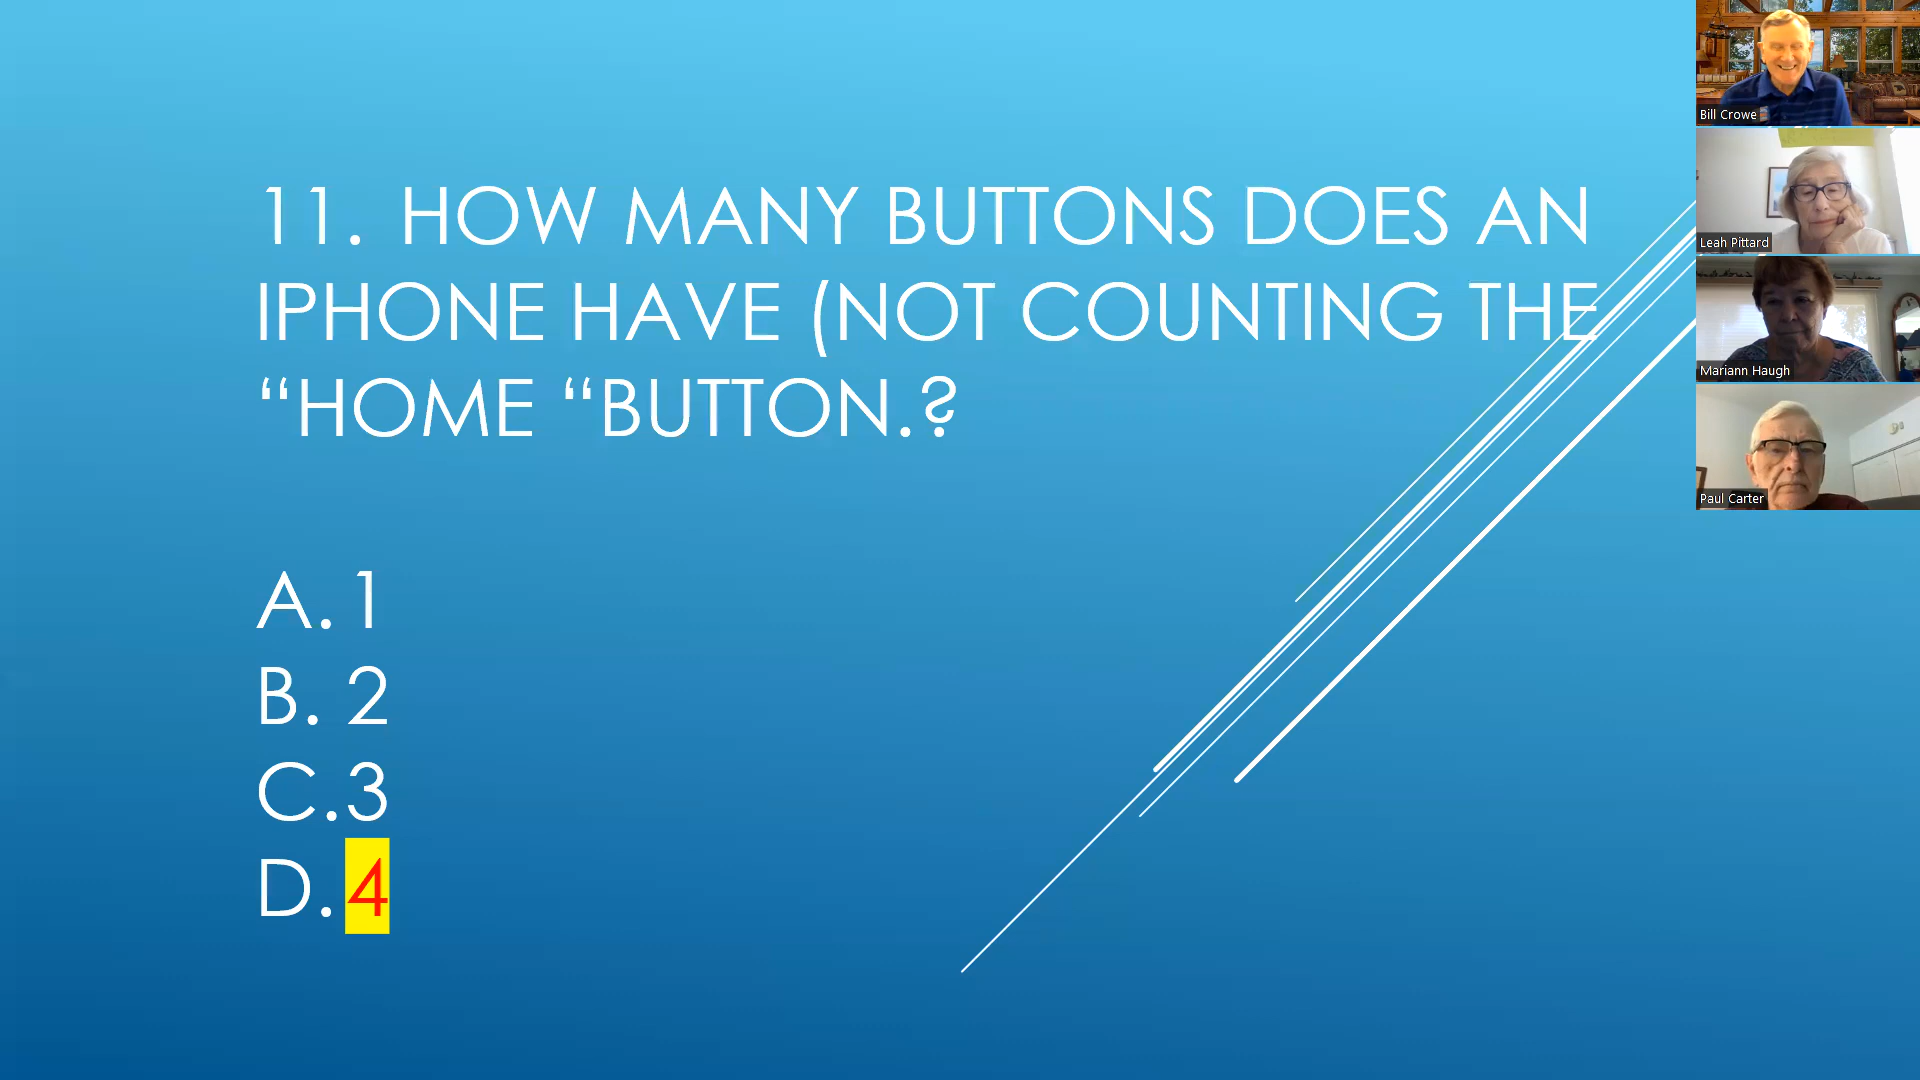 11. HOW MANY BUTTONS DOES AN
IPHONE HAVE (NOT COUNTING THE
“HOME “BUTTON.?
A. 1
B. 2
C.3
D. 4
Bill Crowe
Leah Pittard
Mariann Haugh
Paul Carter